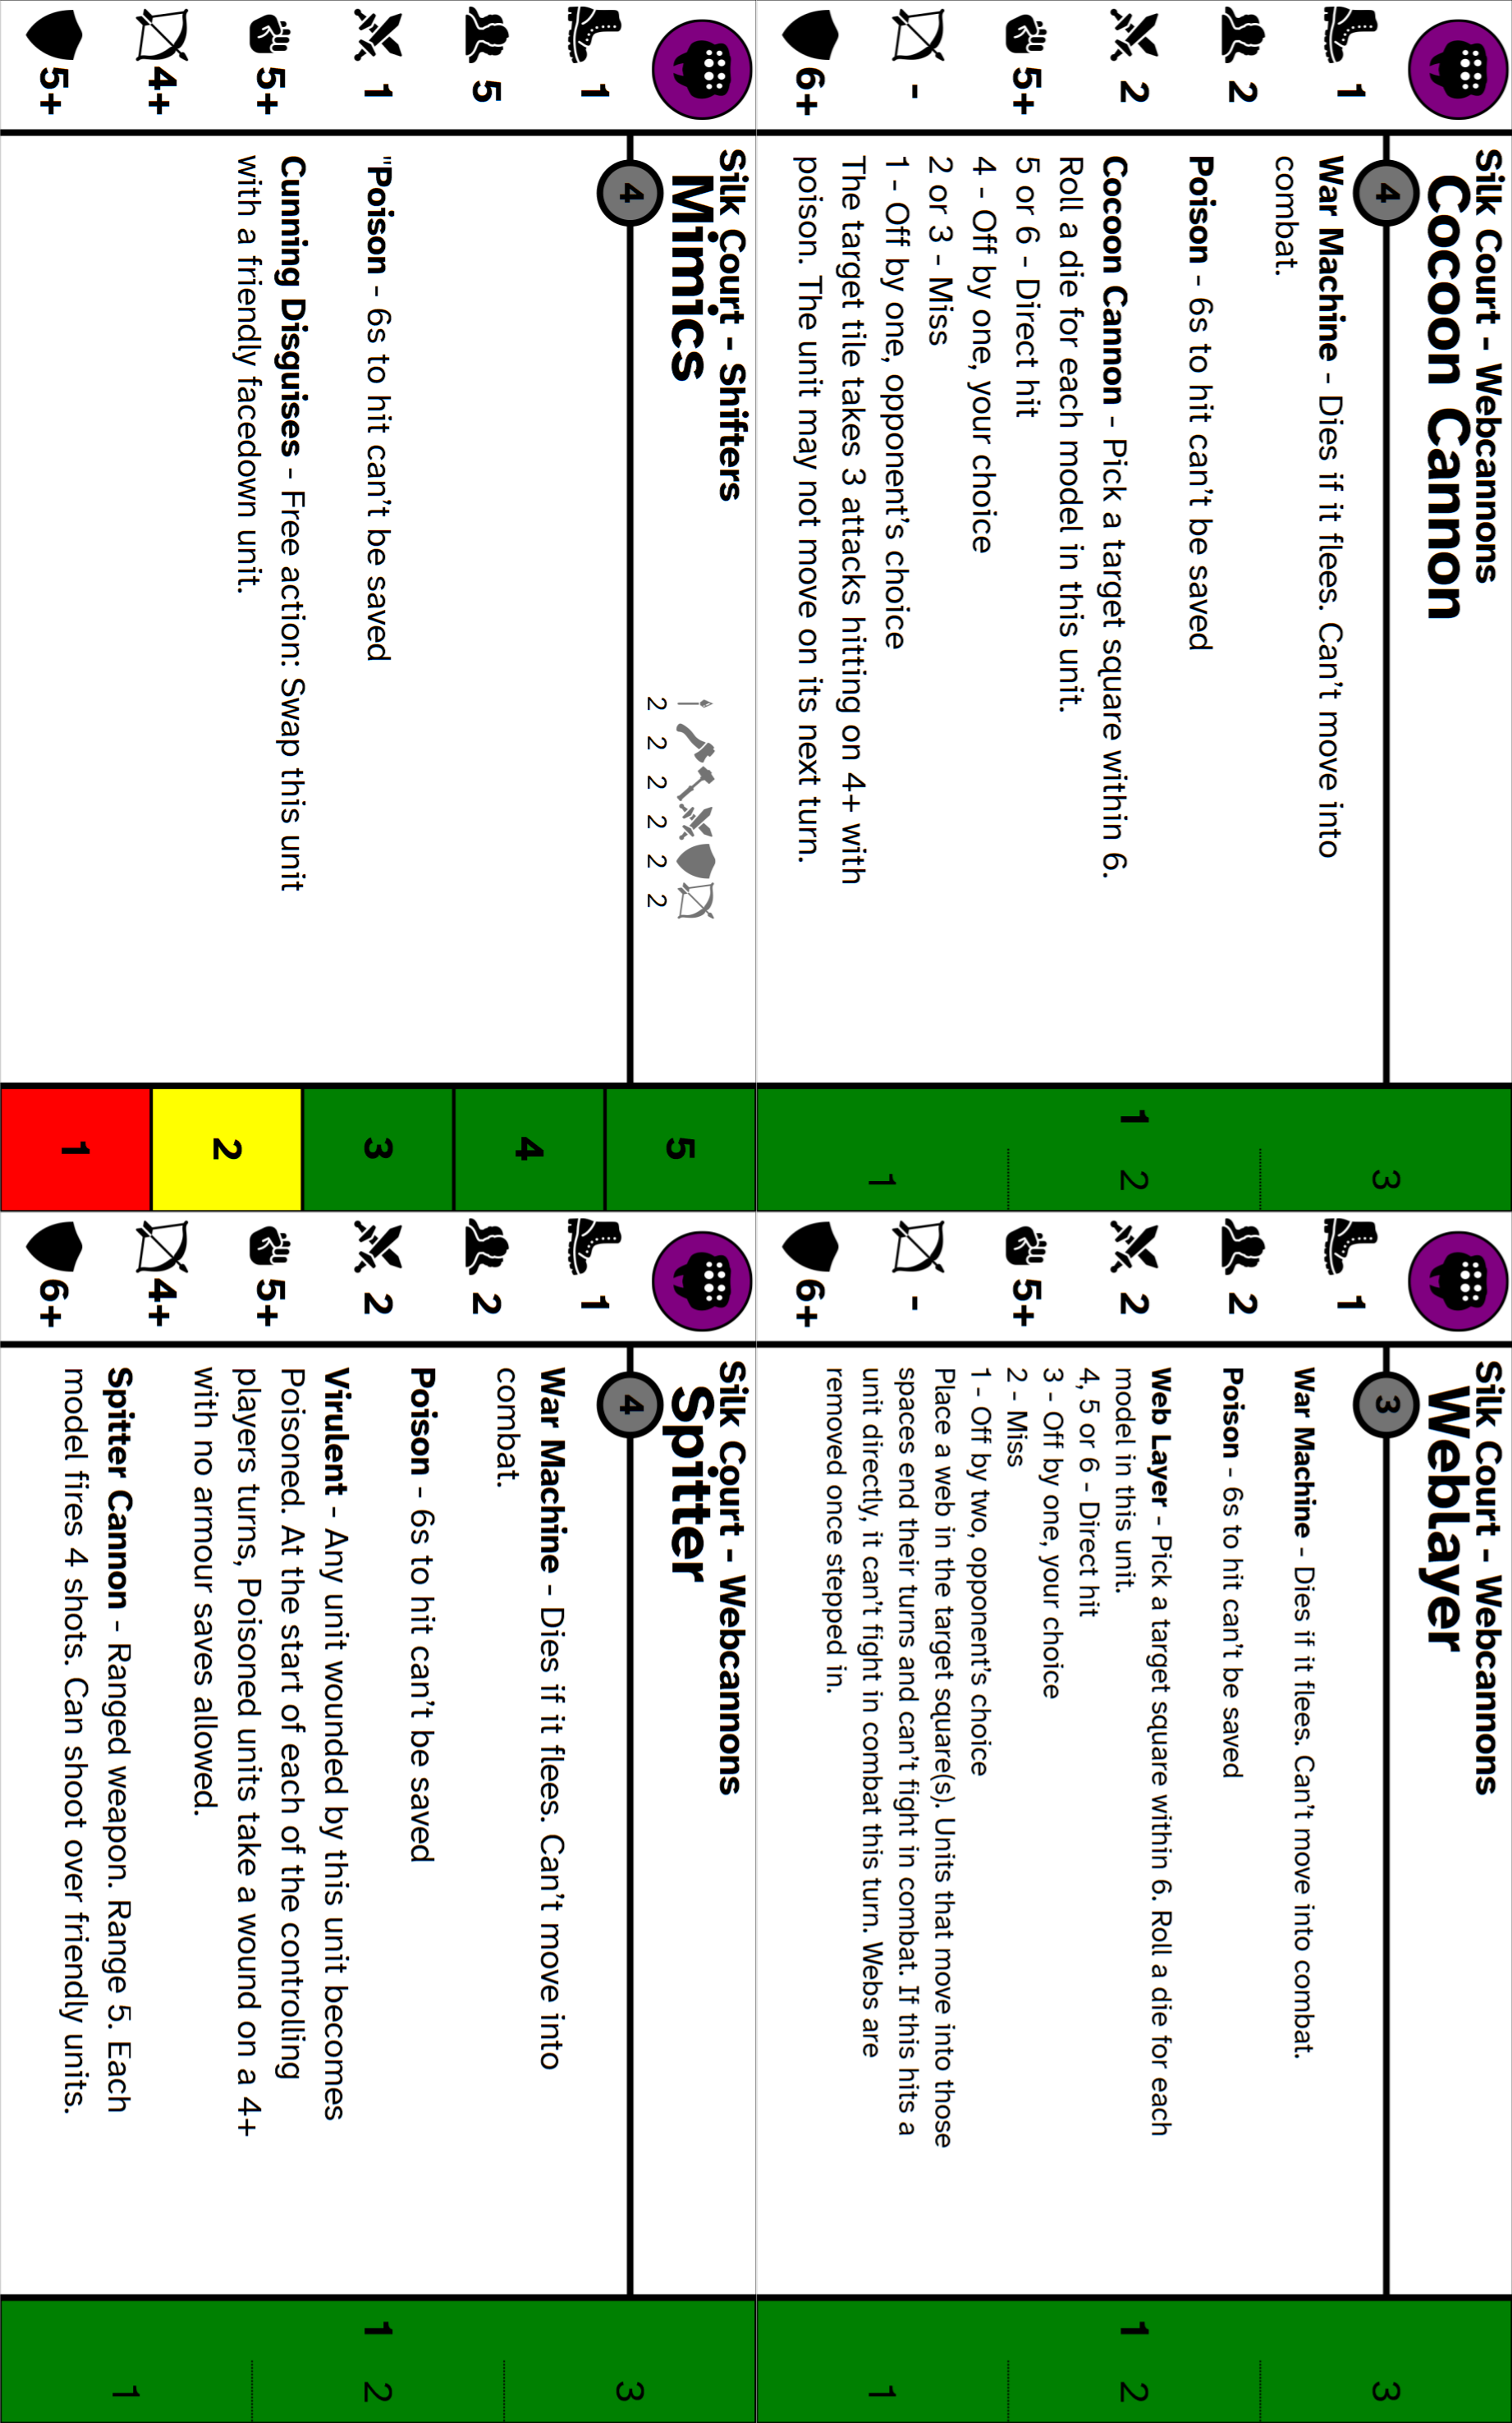 Silk Court - Webcannons
Cocoon Cannon
4
1
2
2
5+
-
6+
War Machine - Dies if it flees. Can't move into
combat.
Poison - 6s to hit can't be saved
Cocoon Cannon - Pick a target square within 6.
Roll a die for each model in this unit.
5 or 6 - Direct hit
4 - Off by one, your choice
2 or 3 - Miss
1 - Off by one, opponent's choice
The target tile takes 3 attacks hitting on 4+ with
poison. The unit may not move on its next turn.
1
3
2
1
Silk Court - Webcannons
Weblayer
3
1
2
2
5+
-
6+
War Machine - Dies if it flees. Can't move into combat.
Poison - 6s to hit can't be saved
Web Layer - Pick a target square within 6. Roll a die for each
model in this unit.
4, 5 or 6 - Direct hit
3 - Off by one, your choice
2 - Miss
1 - Off by two, opponent's choice
Place a web in the target square(s). Units that move into those
spaces end their turns and can't fight in combat. If this hits a
unit directly, it can't fight in combat this turn. Webs are
removed once stepped in.
1
3
2
1
Silk Court - Shifters
Mimics
2 2 2 2 2 2
4
1
5
1
5+
4+
5+
"Poison - 6s to hit can't be saved
Cunning Disguises - Free action: Swap this unit
with a friendly facedown unit.
5
4
3
2
1
Silk Court - Webcannons
Spitter
4
1
2
2
5+
4+
6+
War Machine - Dies if it flees. Can't move into
combat.
Poison - 6s to hit can't be saved
Virulent - Any unit wounded by this unit becomes
Poisoned. At the start of each of the controlling
players turns, Poisoned units take a wound on a 4+
with no armour saves allowed.
Spitter Cannon - Ranged weapon. Range 5. Each
model fires 4 shots. Can shoot over friendly units.
1
3
2
1